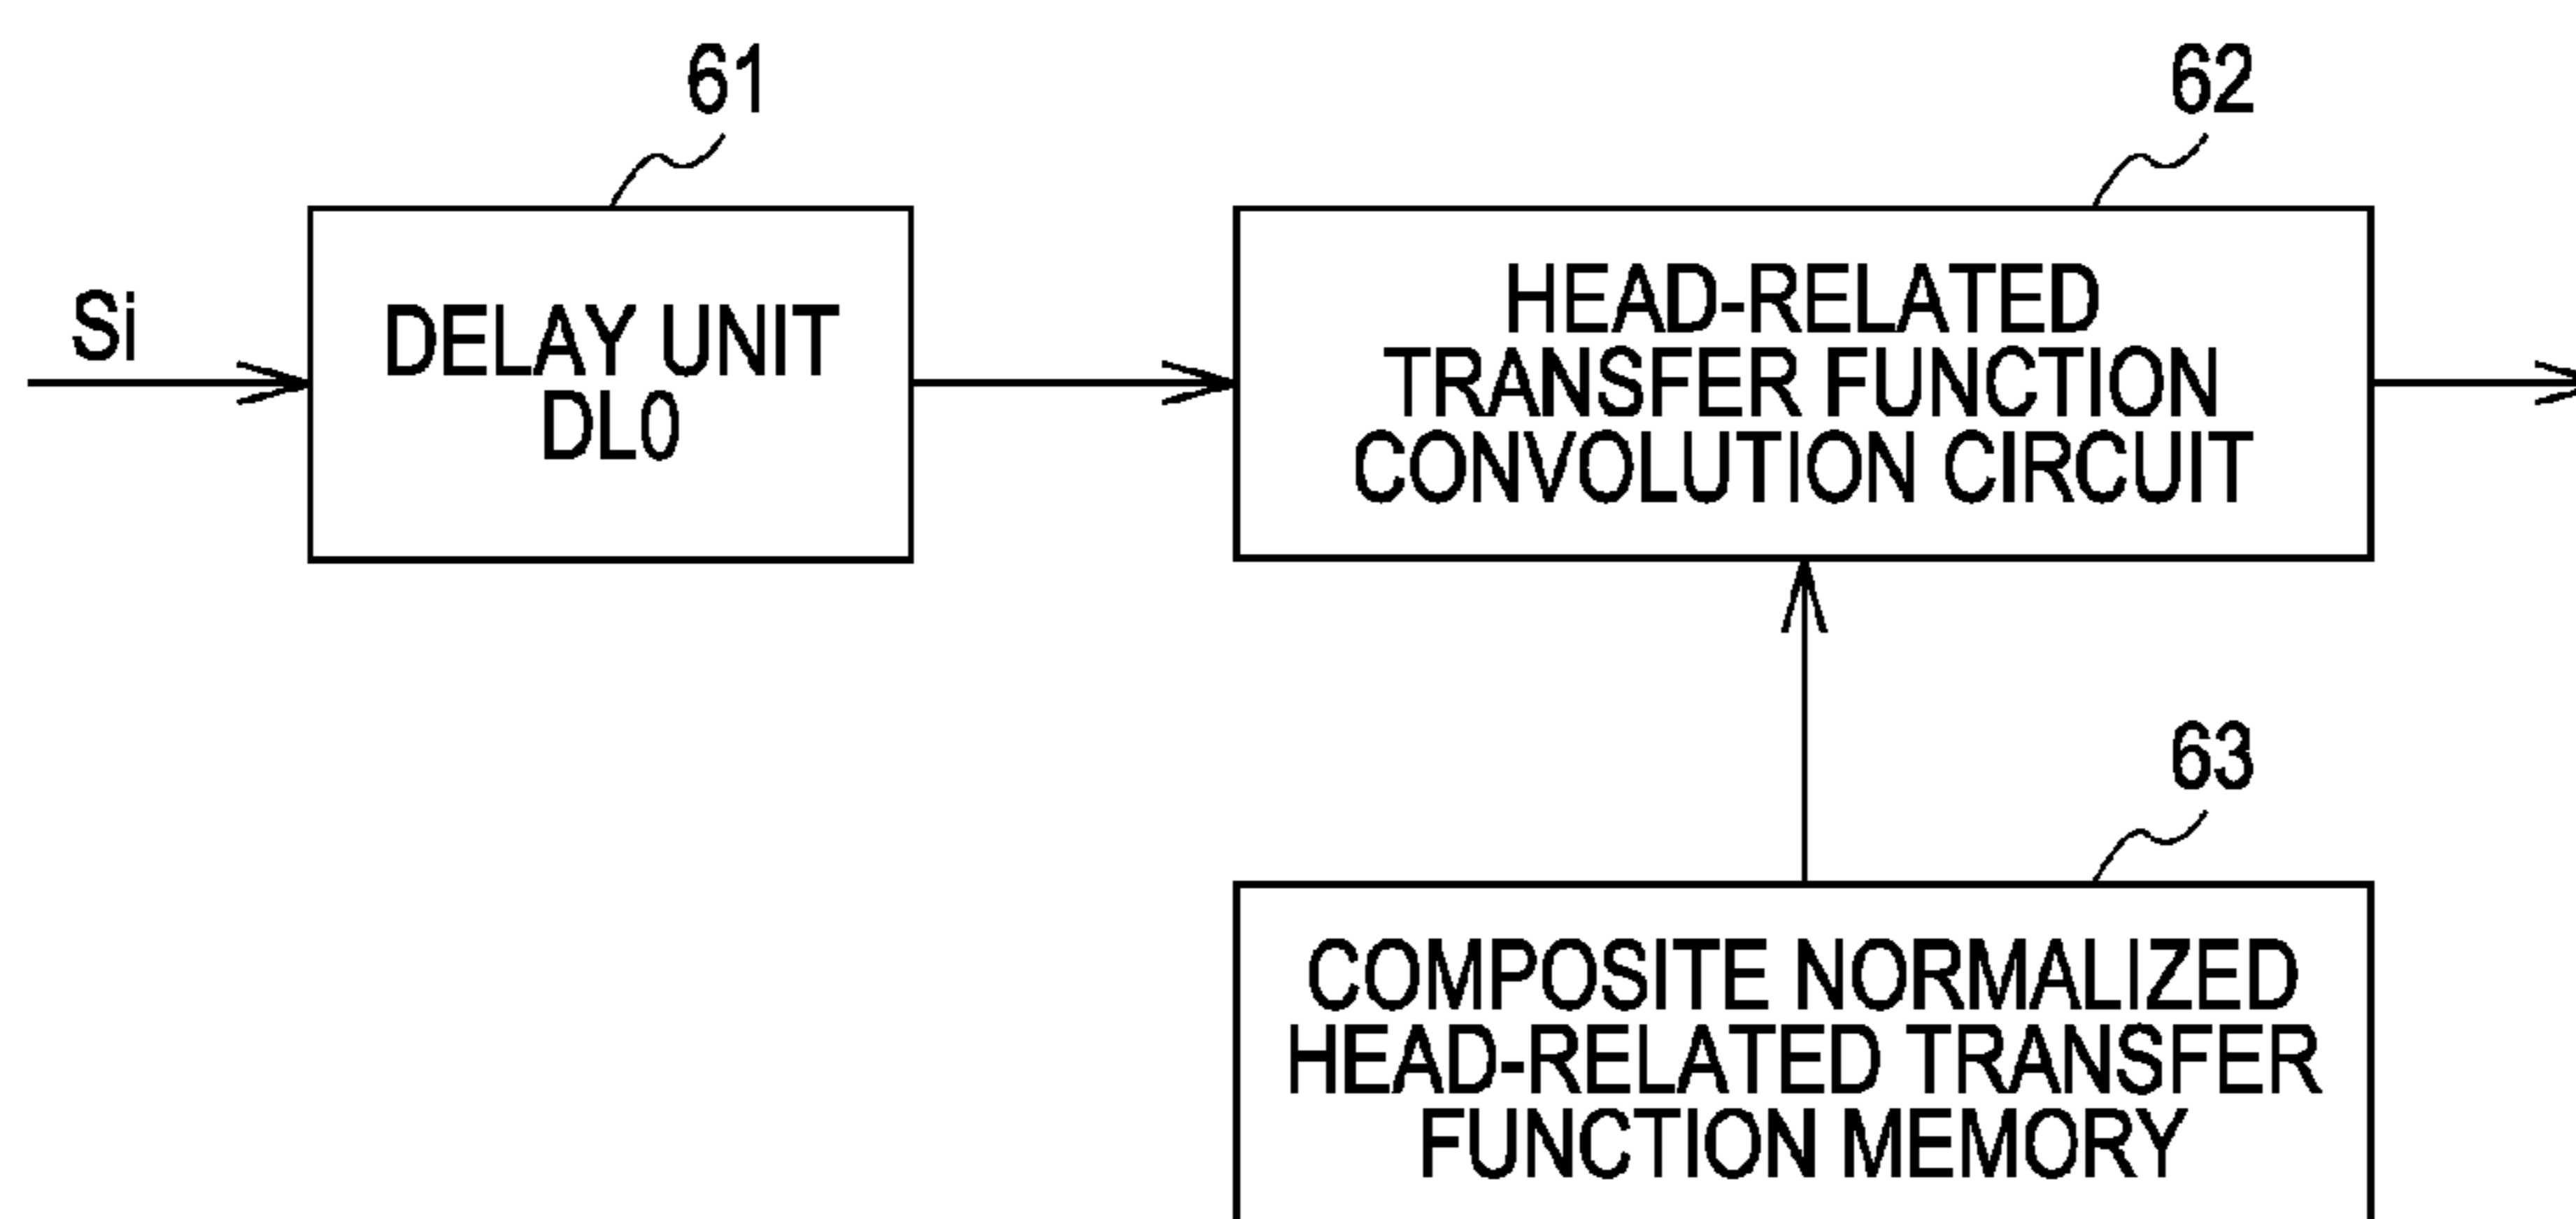 61
62
Si
DELAY UNIT
DL0
HEAD-RELATED
TRANSFER FUNCTION
CONVOLUTION CIRCUIT
63
COMPOSITE NORMALIZED
HEAD-RELATED TRANSFER
FUNCTION MEMORY